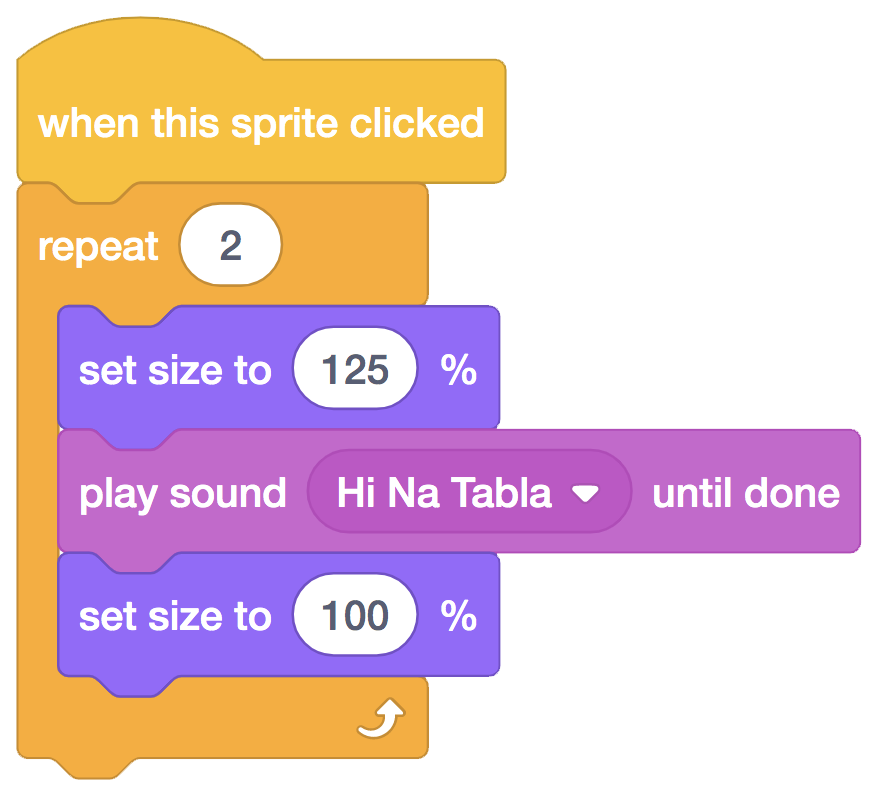 when this sprite clicked
repeat 2
set size to 125 %
play sound Hi Na Tabla until done
set size to 100 %